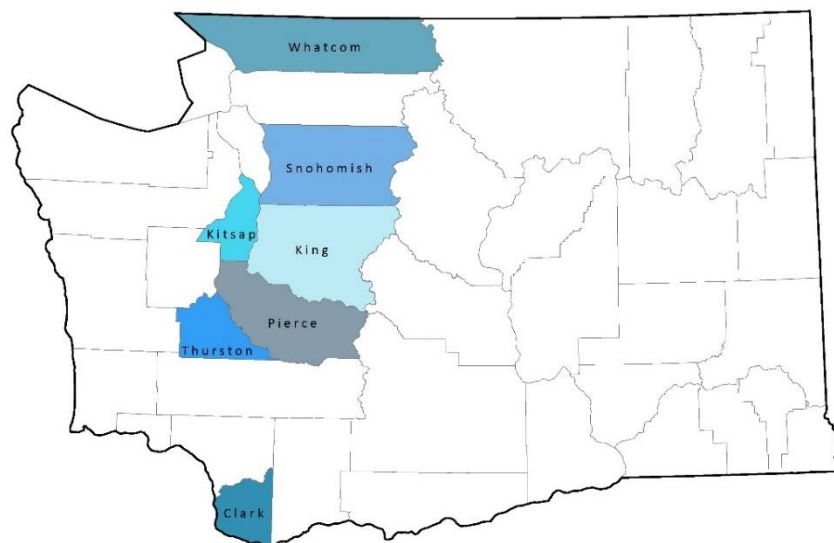 Whatcom
Snohomish
Kitsap
King
Pierce
Thurston
Clark